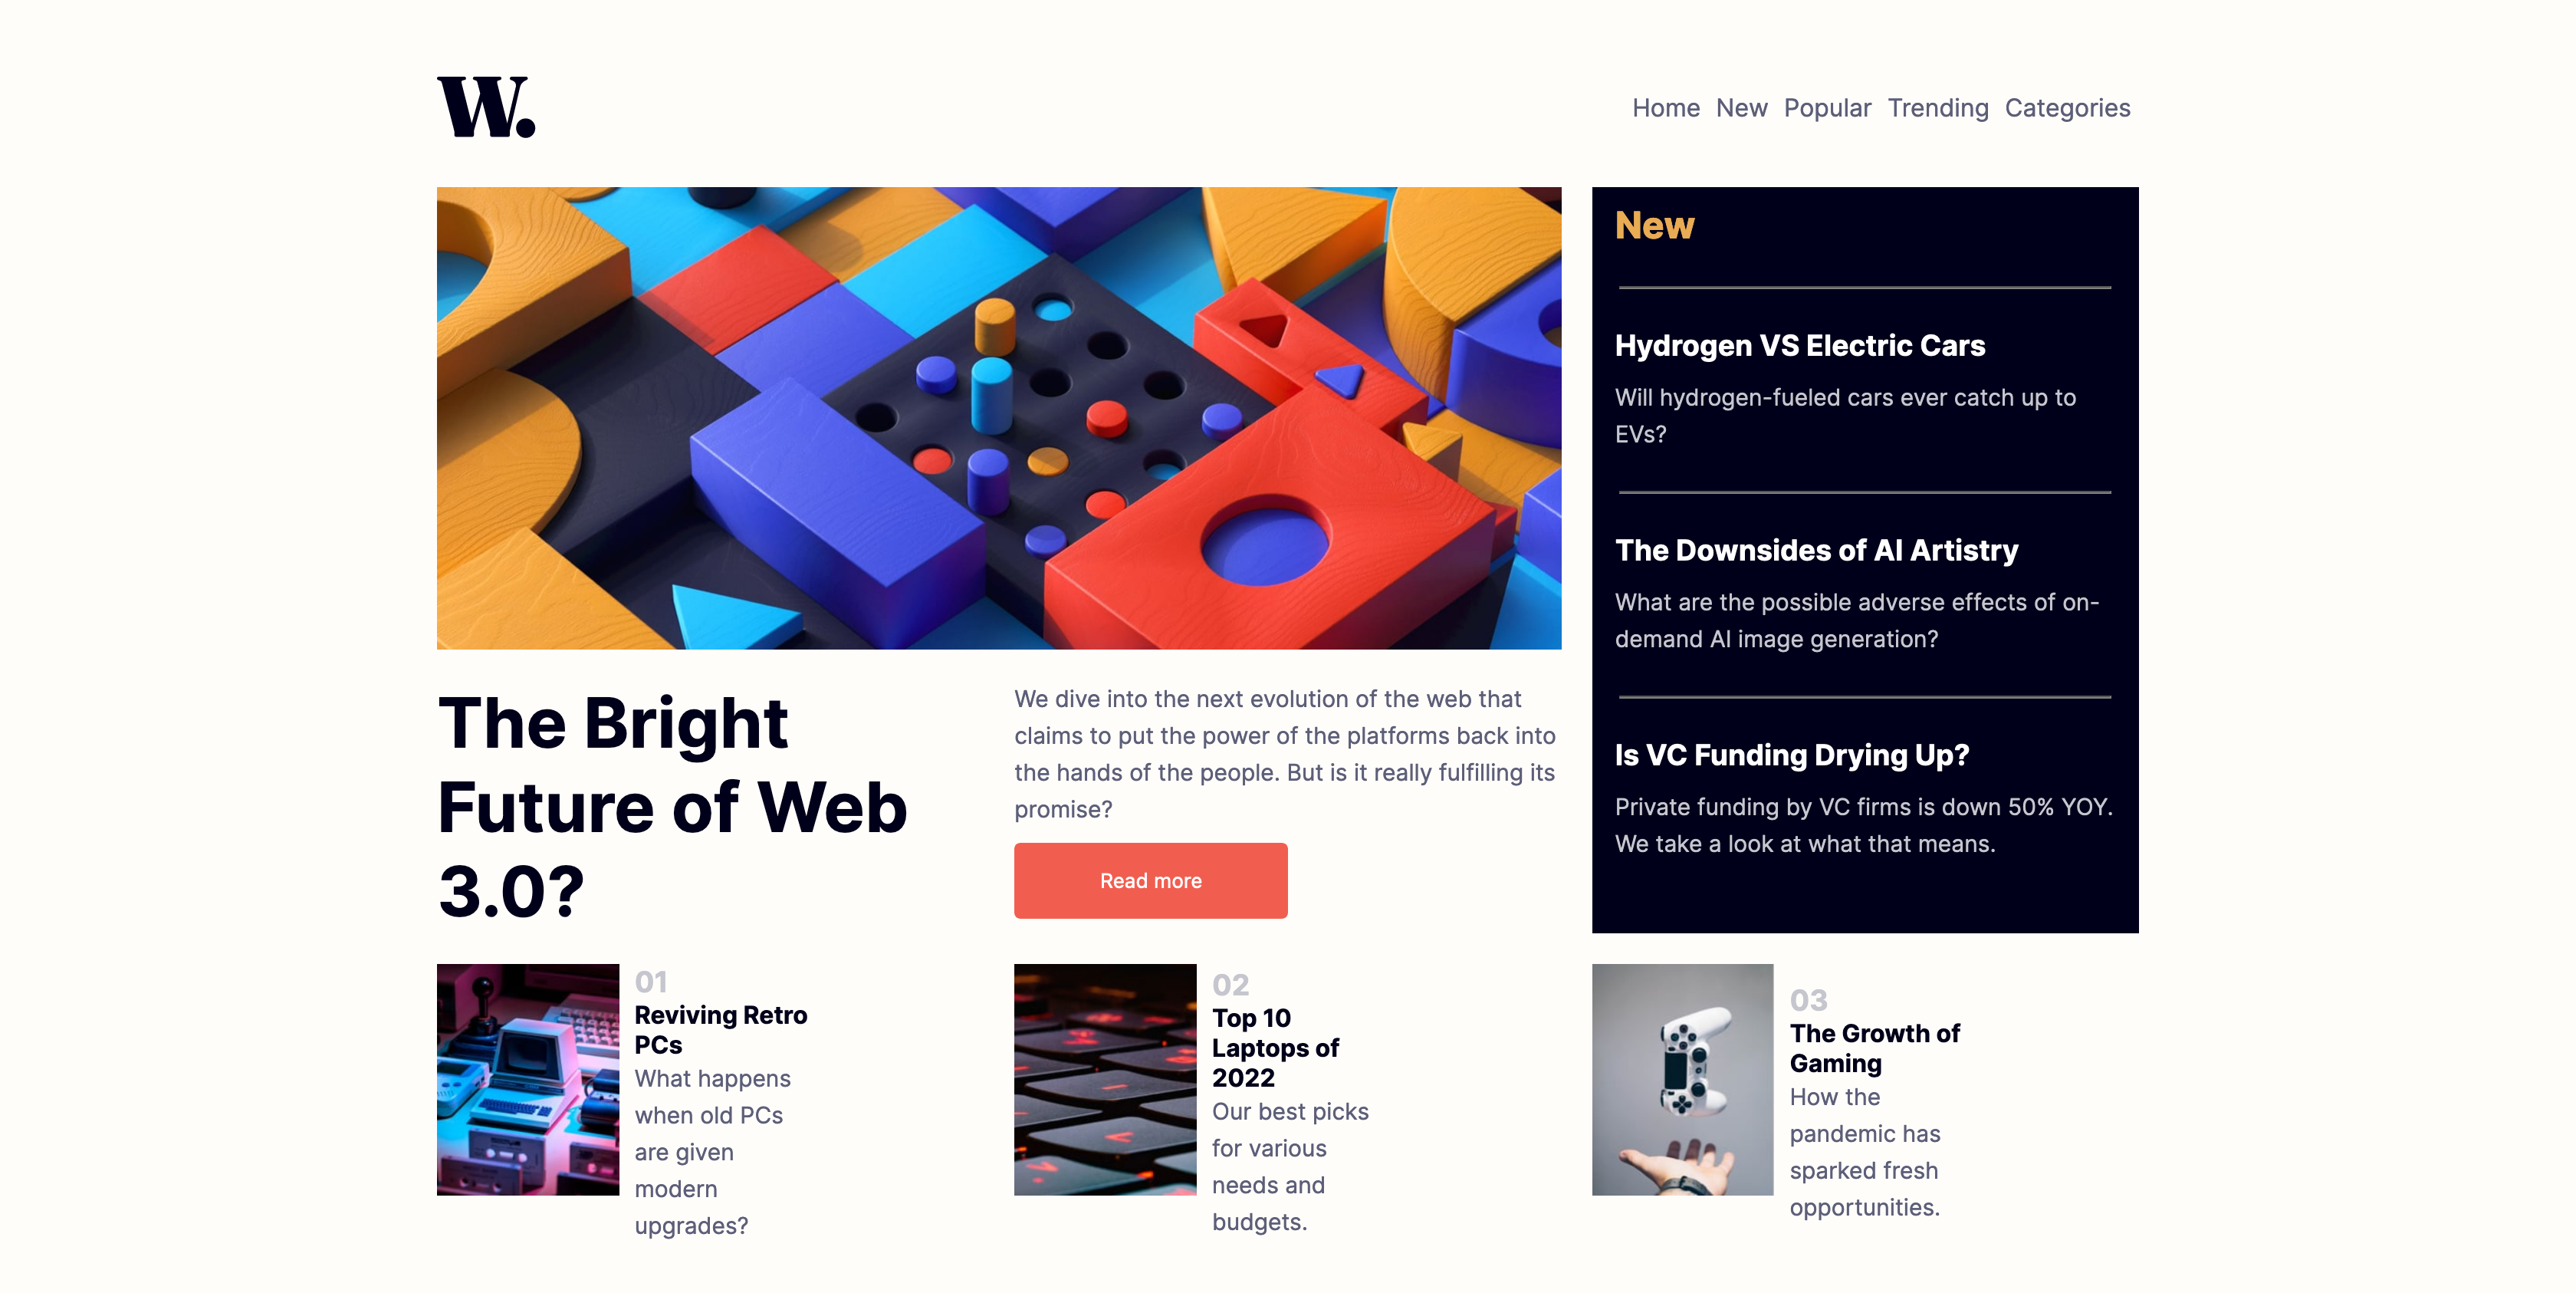 W.
Home New Popular Trending Categories
New
Hydrogen VS Electric Cars
Will hydrogen-fueled cars ever catch up to
EVs?
The Downsides of AI Artistry
What are the possible adverse effects of on-
demand AI image generation?
Is VC Funding Drying Up?
Private funding by VC firms is down 50% YOY.
We take a look at what that means.
The Bright
Future of Web
3.0?
We dive into the next evolution of the web that
claims to put the power of the platforms back into
the hands of the people. But is it really fulfilling its
promise?
Read more
01
Reviving Retro
PCs
What happens
when old PCs
are given
modern
upgrades?
02
Top 10
Laptops of
2022
Our best picks
for various
needs and
budgets.
03
The Growth of
Gaming
How the
pandemic has
sparked fresh
opportunities.